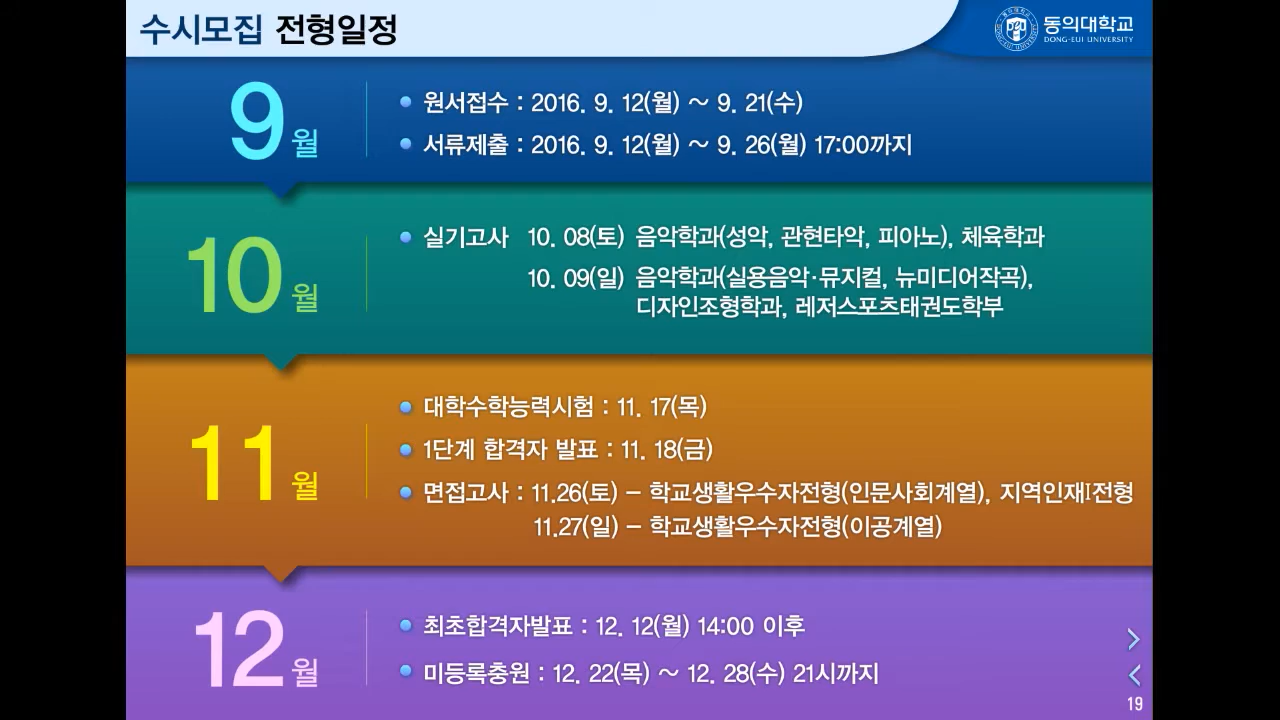 수시모집 전형일정
동의대학교
DONG-EUI UNIVERSITY
9월
원서접수 : 2016. 9. 12(월) ~ 9. 21(수)
서류제출 : 2016. 9. 12(월) ~ 9. 26(월) 17:00까지
10월
실기고사 10. 08(토) 음악학과(성악, 관현타악, 피아노), 체육학과
10. 09(일) 음악학과(실용음악·뮤지컬, 뉴미디어작곡),
디자인조형학과, 레저스포츠태권도학부
11월
대학수학능력시험 : 11. 17(목)
1단계 합격자 발표 : 11. 18(금)
면접고사 : 11.26(토) – 학교생활우수자전형(인문사회계열), 지역인재I전형
11.27(일) – 학교생활우수자전형(이공계열)
12월
최초합격자발표 : 12. 12(월) 14:00 이후
미등록충원 : 12. 22(목) ~ 12. 28(수) 21시까지
19